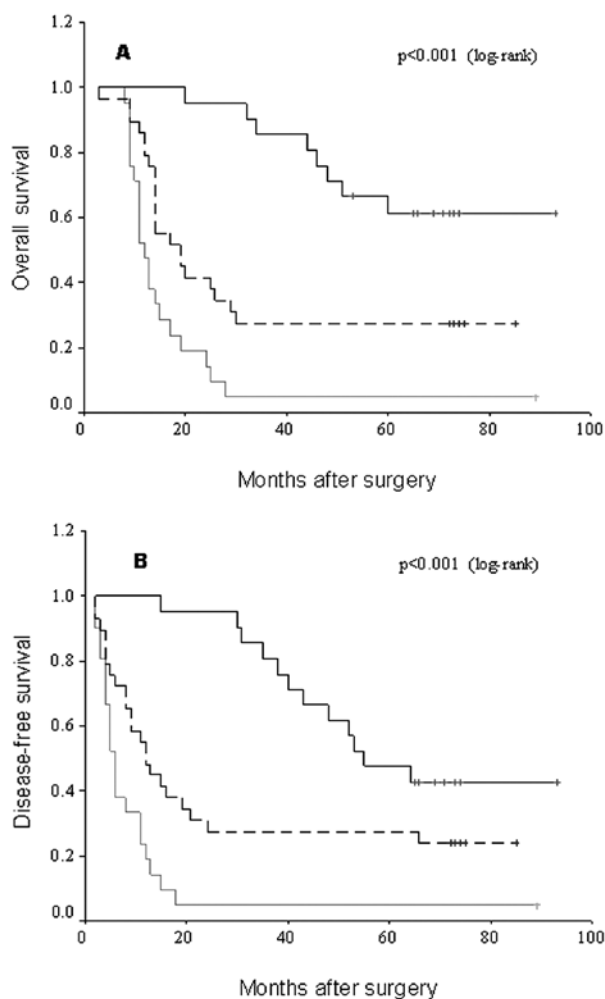 1.2
A
p<0.001 (log-rank)
1.0
0.8
0.6
0.4
0.2
0.0
Overall survival
0 20 40 60 80 100
Months after surgery
1.2
B
p<0.001 (log-rank)
1.0
0.8
0.6
0.4
0.2
0.0
Disease-free survival
0 20 40 60 80 100
Months after surgery